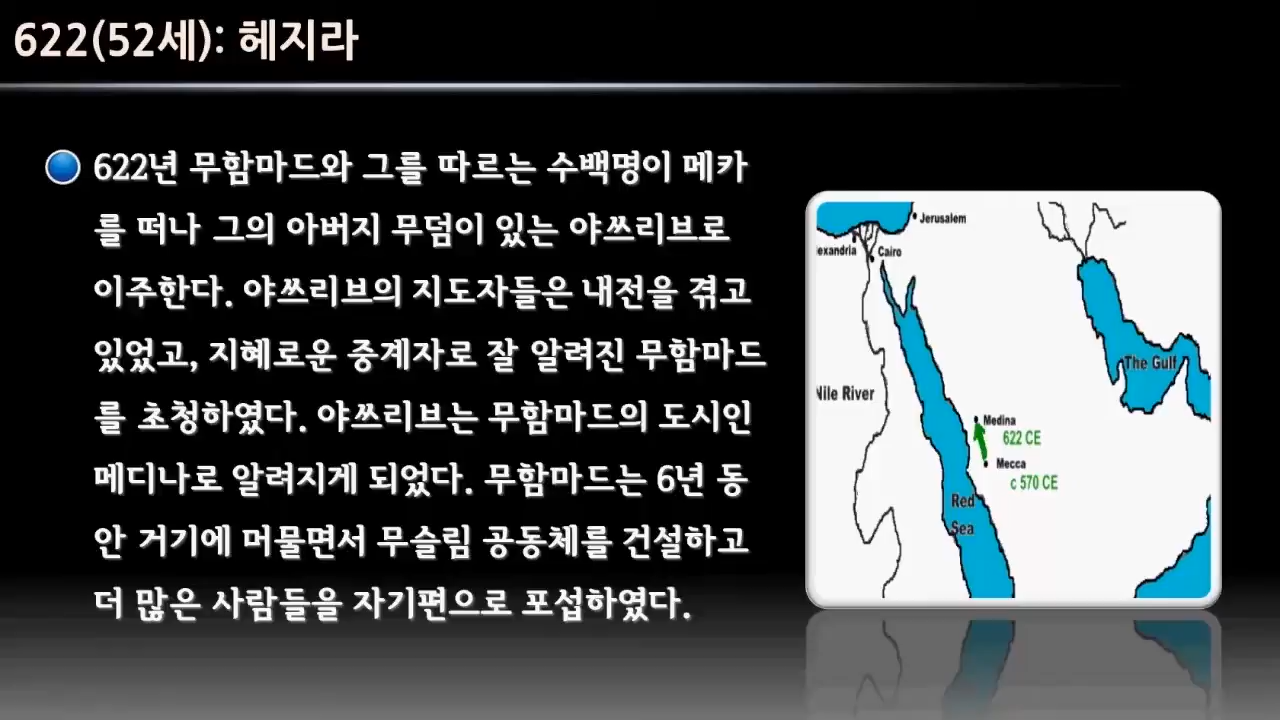 622(52세): 헤지라
622년 무함마드와 그를 따르는 수백명이 메카
를 떠나 그의 아버지 무덤이 있는 야쓰리브로
이주한다. 야쓰리브의 지도자들은 내전을 겪고
있었고, 지혜로운 중계자로 잘 알려진 무함마드
를 초청하였다. 야쓰리브는 무함마드의 도시인
메디나로 알려지게 되었다. 무함마드는 6년 동
안 거기에 머물면서 무슬림 공동체를 건설하고
더 많은 사람들을 자기편으로 포섭하였다.
Jerusalem
exandria
Cairo
The Gulf
Nile River
Medina
622 CE
Mecca
c 570 CE
Red
Sea